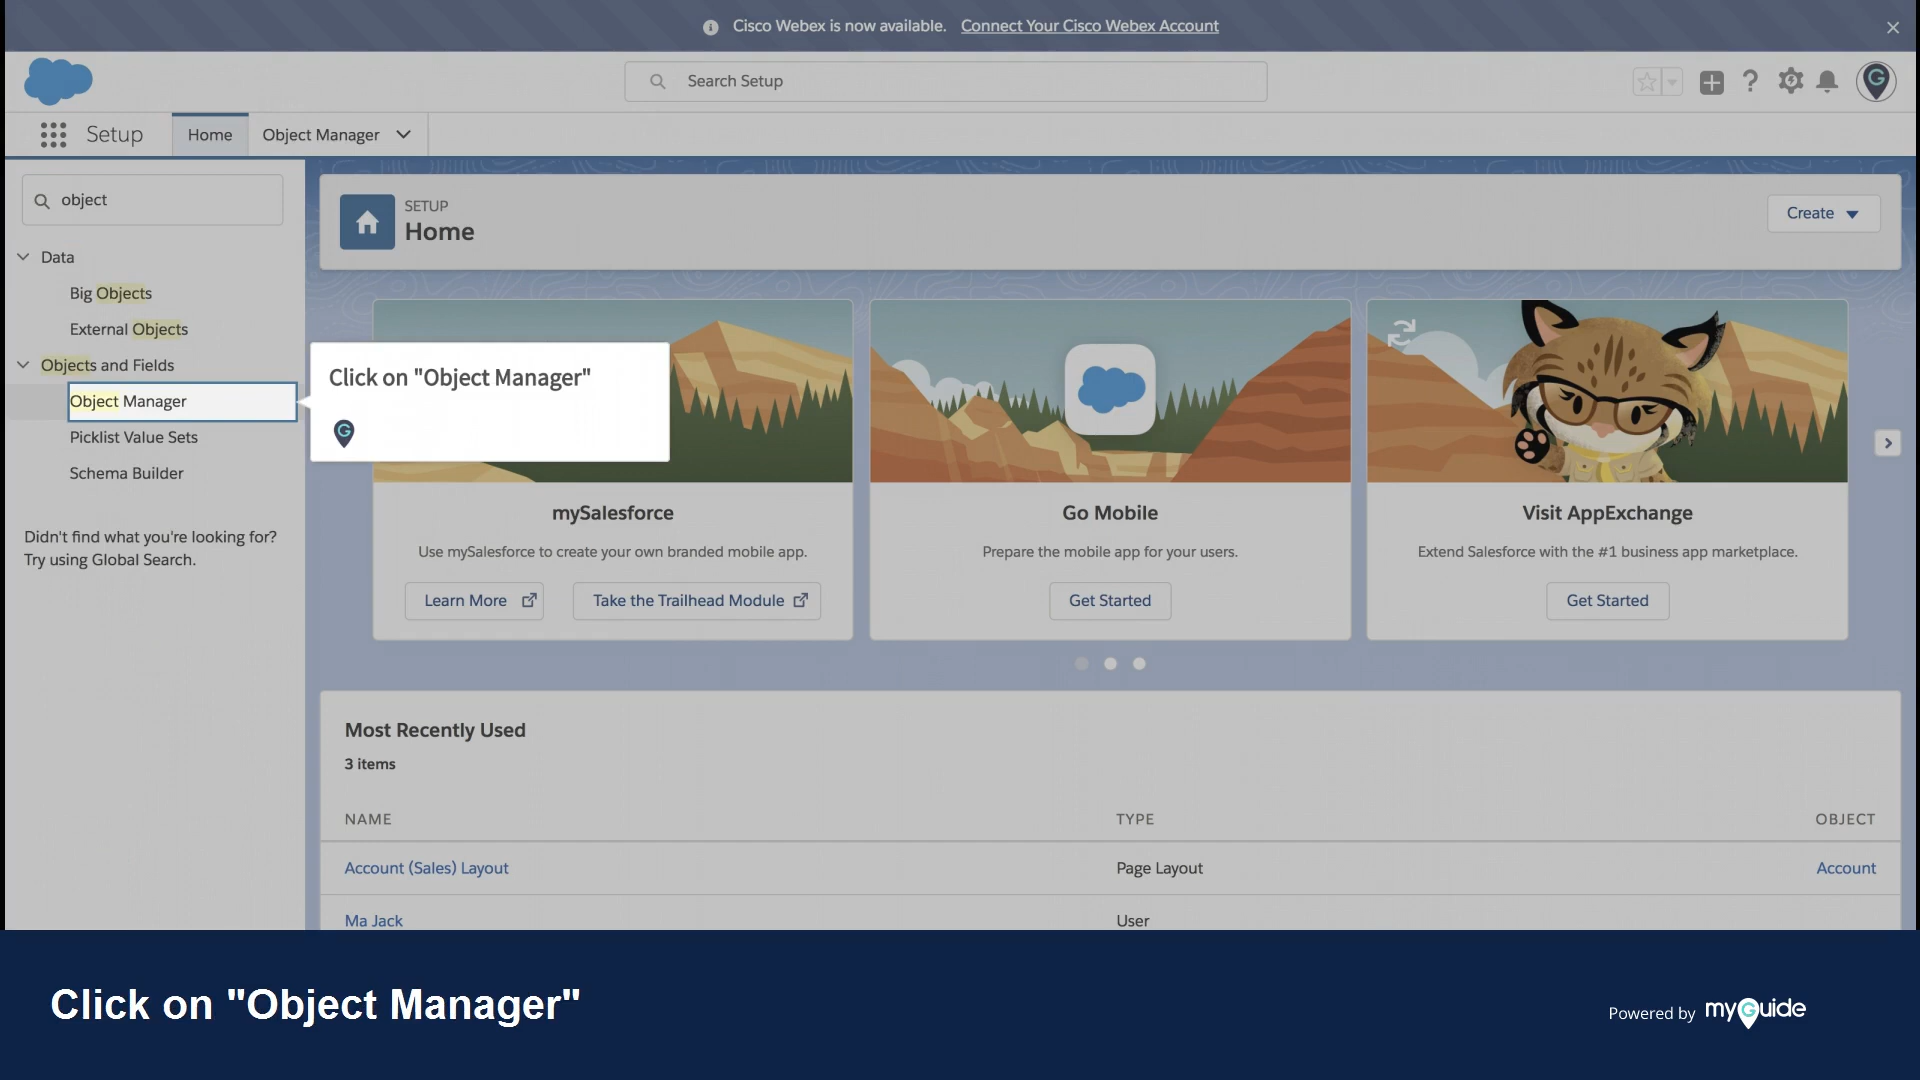 Cisco Webex is now available. Connect Your Cisco Webex Account
Search Setup
Setup
Home
Object Manager
object
Data
Big Objects
External Objects
Objects and Fields
Object Manager
Picklist Value Sets
Schema Builder
Didn't find what you're looking for?
Try using Global Search.
SETUP
Home
Create
Click on "Object Manager"
mySalesforce
Use mySalesforce to create your own branded mobile app.
Learn More
Take the Trailhead Module
Go Mobile
Prepare the mobile app for your users.
Get Started
Visit AppExchange
Extend Salesforce with the #1 business app marketplace.
Get Started
Most Recently Used
3 items
NAME TYPE OBJECT
Account (Sales) Layout Page Layout Account
Ma Jack User
Click on "Object Manager"
Powered by myGuide